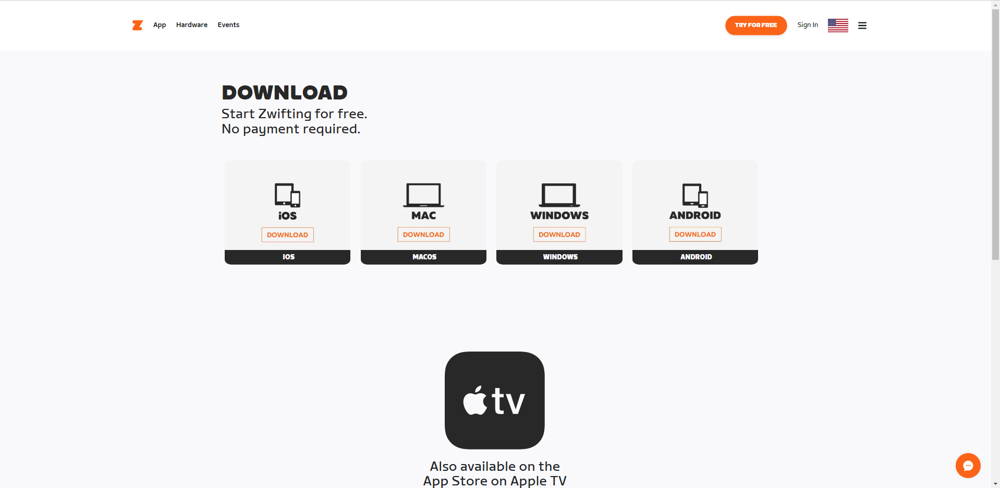 App Hardware Events TRY FOR FREE Sign In
DOWNLOAD
Start Zwifting for free.
No payment required.
iOS
DOWNLOAD
IOS
MAC
DOWNLOAD
MACOS
WINDOWS
DOWNLOAD
WINDOWS
ANDROID
DOWNLOAD
ANDROID
tv
Also available on the
App Store on Apple TV